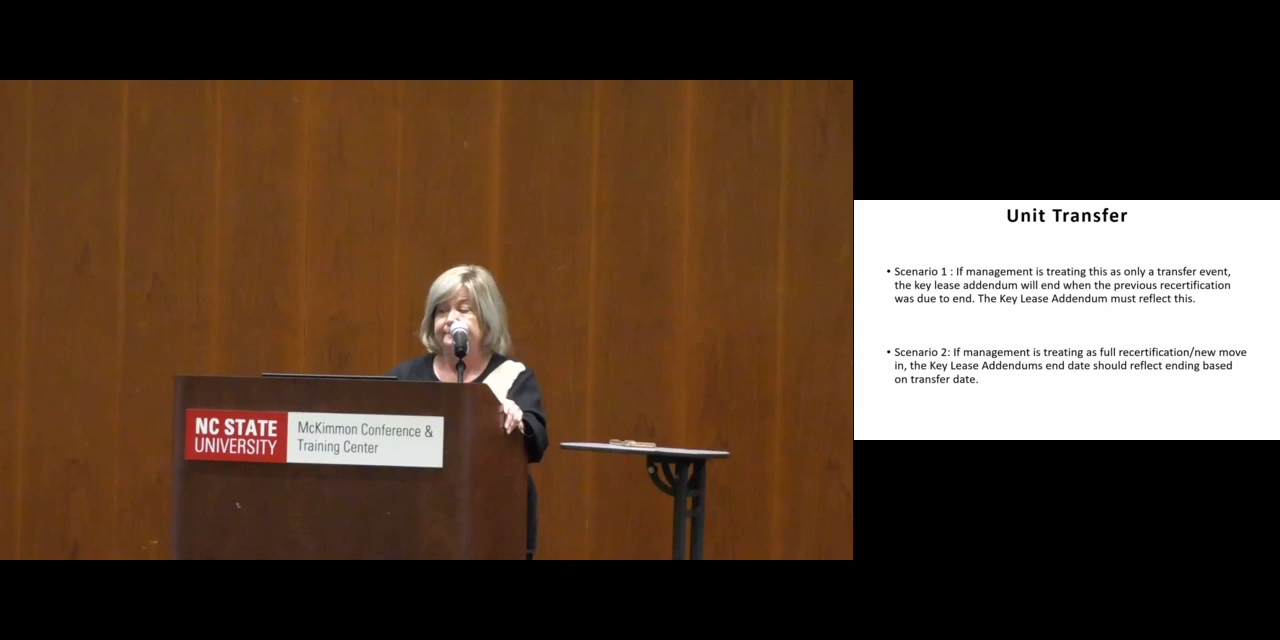 NC STATE
UNIVERSITY
McKimmon Conference &
Training Center
Unit Transfer
• Scenario 1 : If management is treating this as only a transfer event,
the key lease addendum will end when the previous recertification
was due to end. The Key Lease Addendum must reflect this.
• Scenario 2: If management is treating as full recertification/new move
in, the Key Lease Addendums end date should reflect ending based
on transfer date.